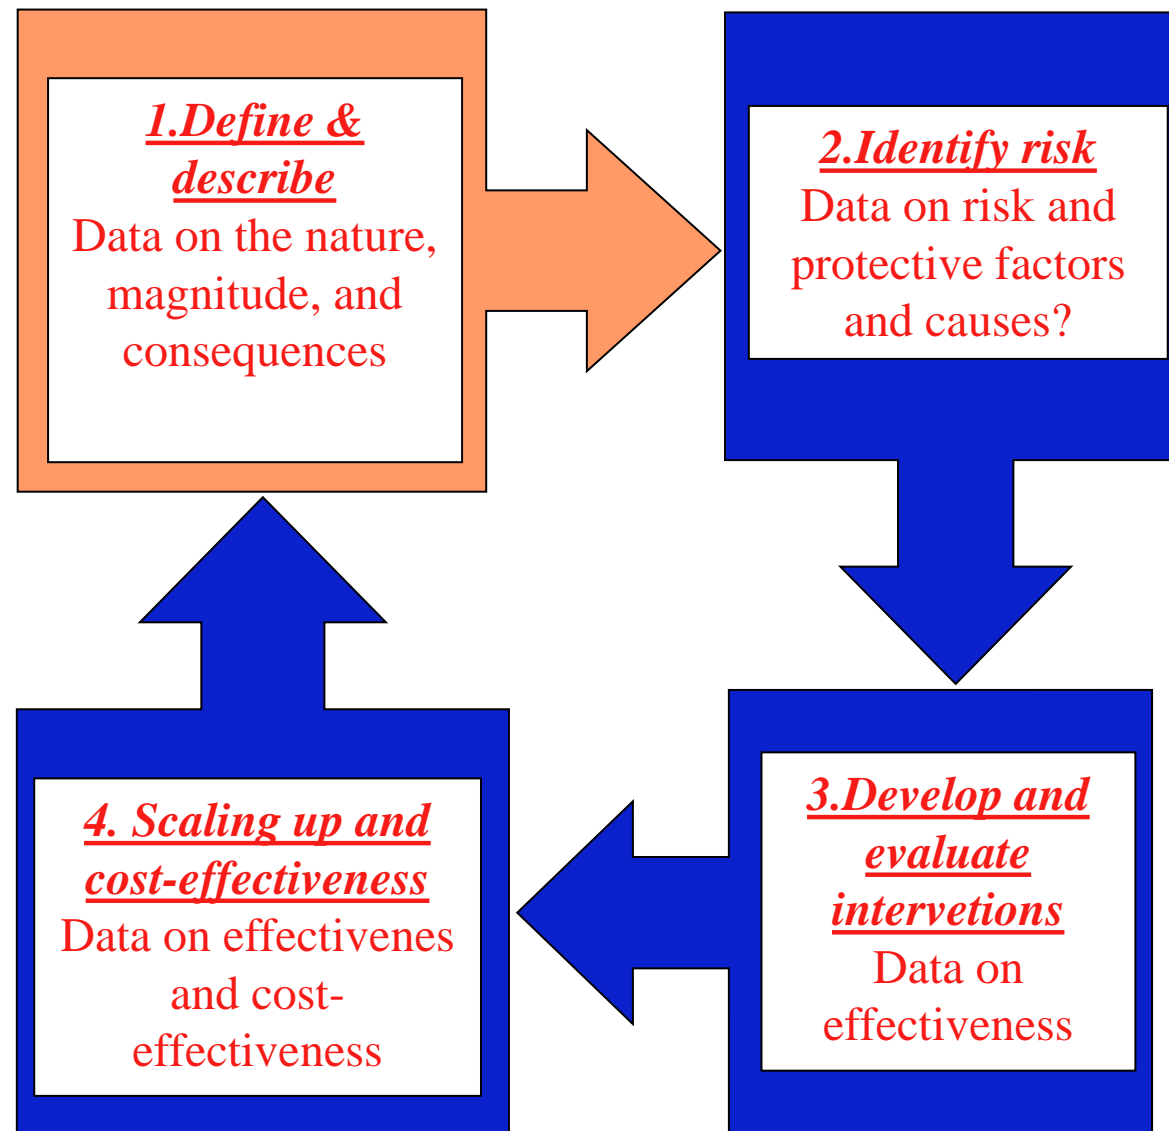 1.Define &
describe
Data on the nature,
magnitude, and
consequences
2.Identify risk
Data on risk and
protective factors
and causes?
3.Develop and
evaluate
intervetions
Data on
effectiveness
4. Scaling up and
cost-effectiveness
Data on effectivenes
and cost-
effectiveness